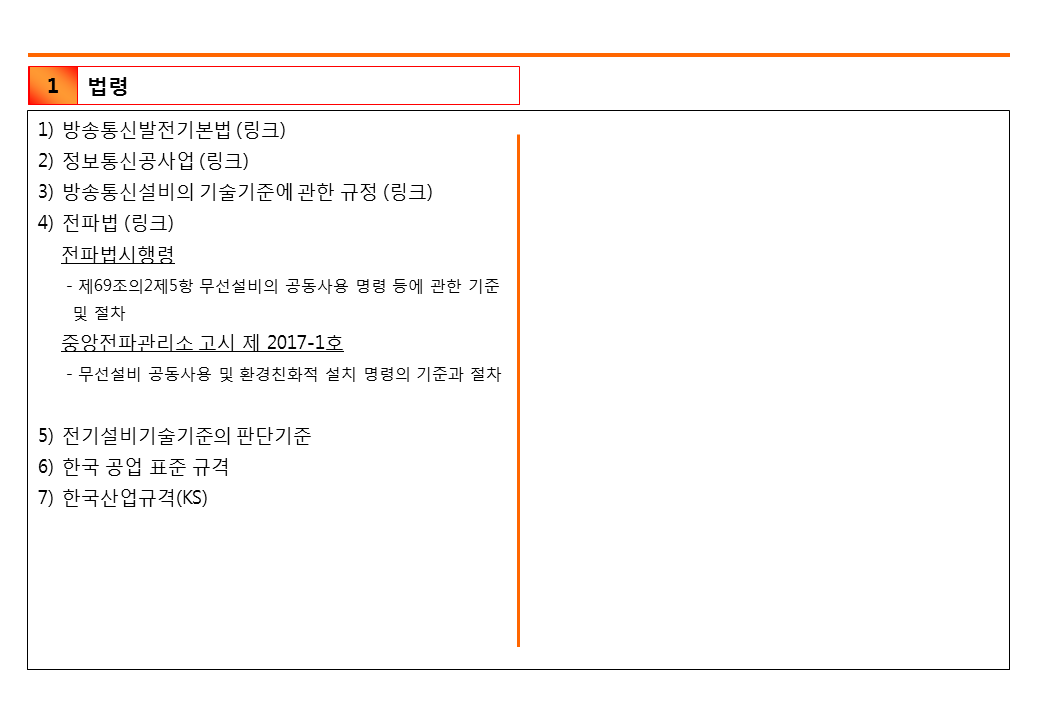 1 법령
1) 방송통신발전기본법 (링크)
2) 정보통신공사업 (링크)
3) 방송통신설비의 기술기준에 관한 규정 (링크)
4) 전파법 (링크)
전파법시행령
- 제69조의2제5항 무선설비의 공동사용 명령 등에 관한 기준
및 절차
중앙전파관리소 고시 제 2017-1호
- 무선설비 공동사용 및 환경친화적 설치 명령의 기준과 절차
5) 전기설비기술기준의 판단기준
6) 한국 공업 표준 규격
7) 한국산업규격(KS)